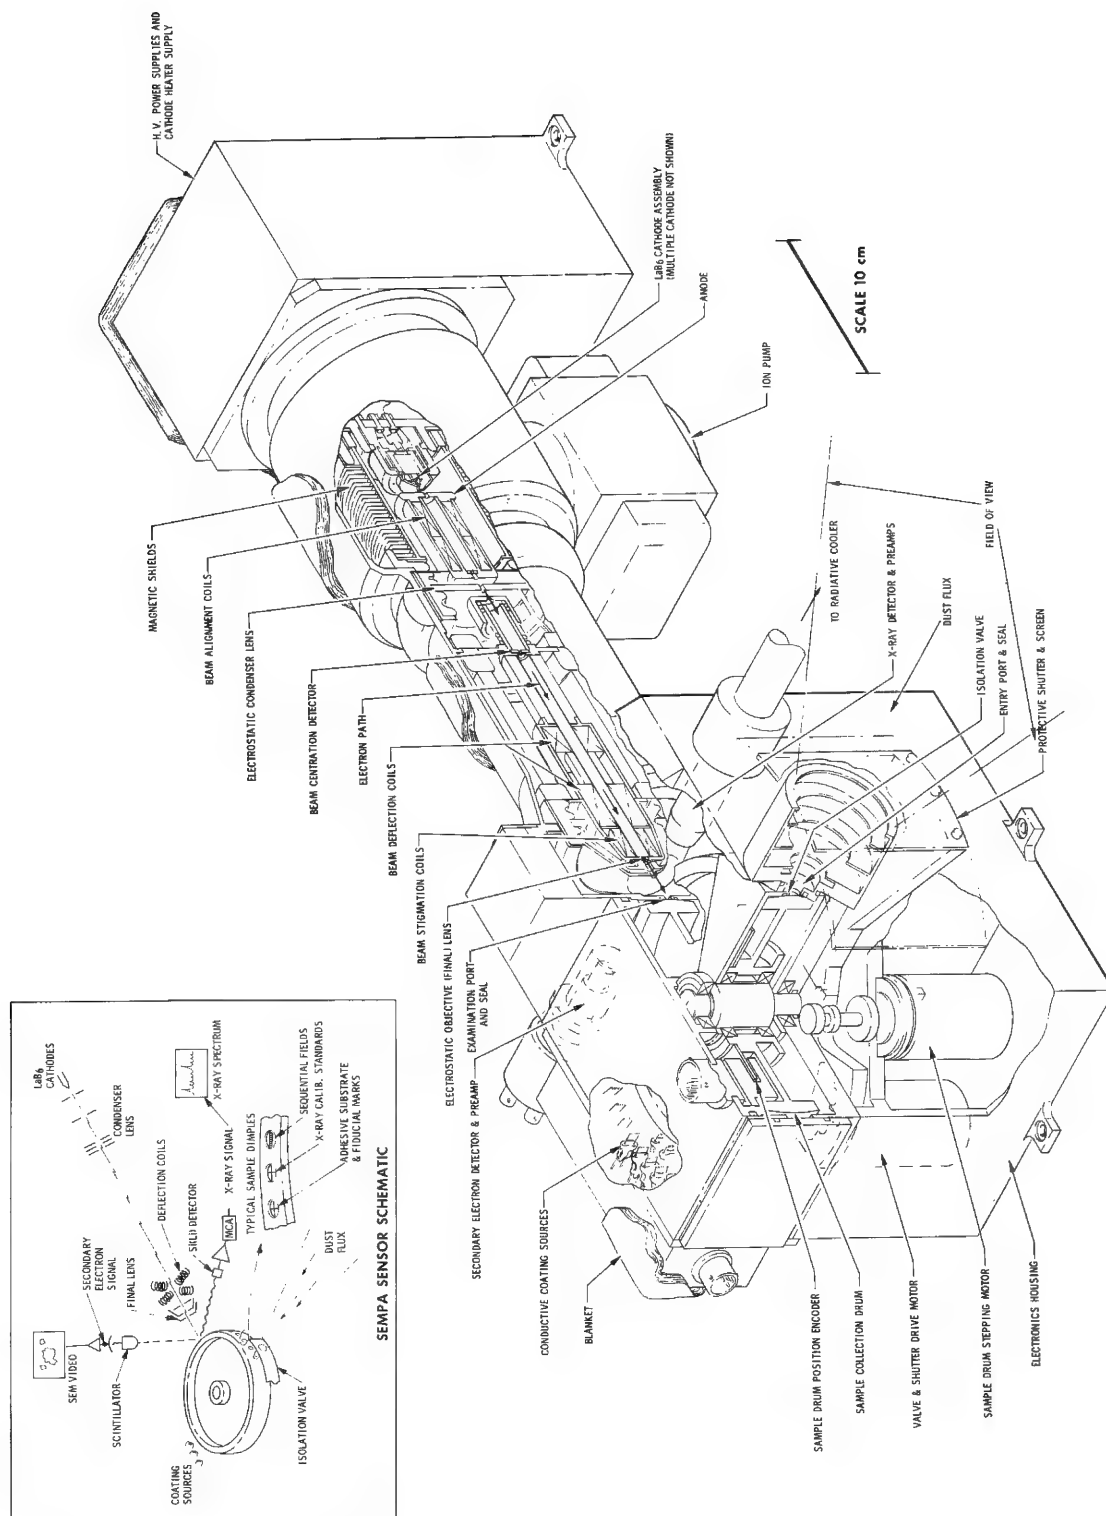 H.V. POWER SUPPLIES AND
CATHODE HEATER SUPPLY
MAGNETIC SHIELDS
BEAM ALIGNMENT COILS
ELECTROSTATIC CONDENSER LENS
BEAM CENTRATION DETECTOR
ELECTRON PATH
BEAM DEFLECTION COILS
BEAM STIGMATION COILS
ELECTROSTATIC OBJECTIVE (FINAL) LENS
EXAMINATION PORT
AND SEAL
SECONDARY ELECTRON DETECTOR & PREAMP
CONDUCTIVE COATING SOURCES
BLANKET
LaB6 CATHODE ASSEMBLY
(MULTIPLE CATHODE NOT SHOWN)
ANODE
ION PUMP
SCALE 10 cm
FIELD OF VIEW
TO RADIATIVE COOLER
X-RAY DETECTOR & PREAMPS
DUST FLUX
ISOLATION VALVE
ENTRY PORT & SEAL
PROTECTIVE SHUTTER & SCREEN
SAMPLE DRUM POSITION ENCODER
SAMPLE COLLECTION DRUM
VALVE & SHUTTER DRIVE MOTOR
SAMPLE DRUM STEPPING MOTOR
ELECTRONICS HOUSING
LaB6
CATHODES
CONDENSER
LENS
DEFLECTION COILS
SECONDARY
ELECTRON
SIGNAL
FINAL LENS
SEM VIDEO
SCINTILLATOR
COATING
SOURCES
ISOLATION VALVE
SiLi DETECTOR
MCA
X-RAY SIGNAL
X-RAY SPECTRUM
TYPICAL SAMPLE DIMPLES
SEQUENTIAL FIELDS
X-RAY CALIB. STANDARDS
ADHESIVE SUBSTRATE
& FIDUCIAL MARKS
DUST
FLUX
SEMPA SENSOR SCHEMATIC